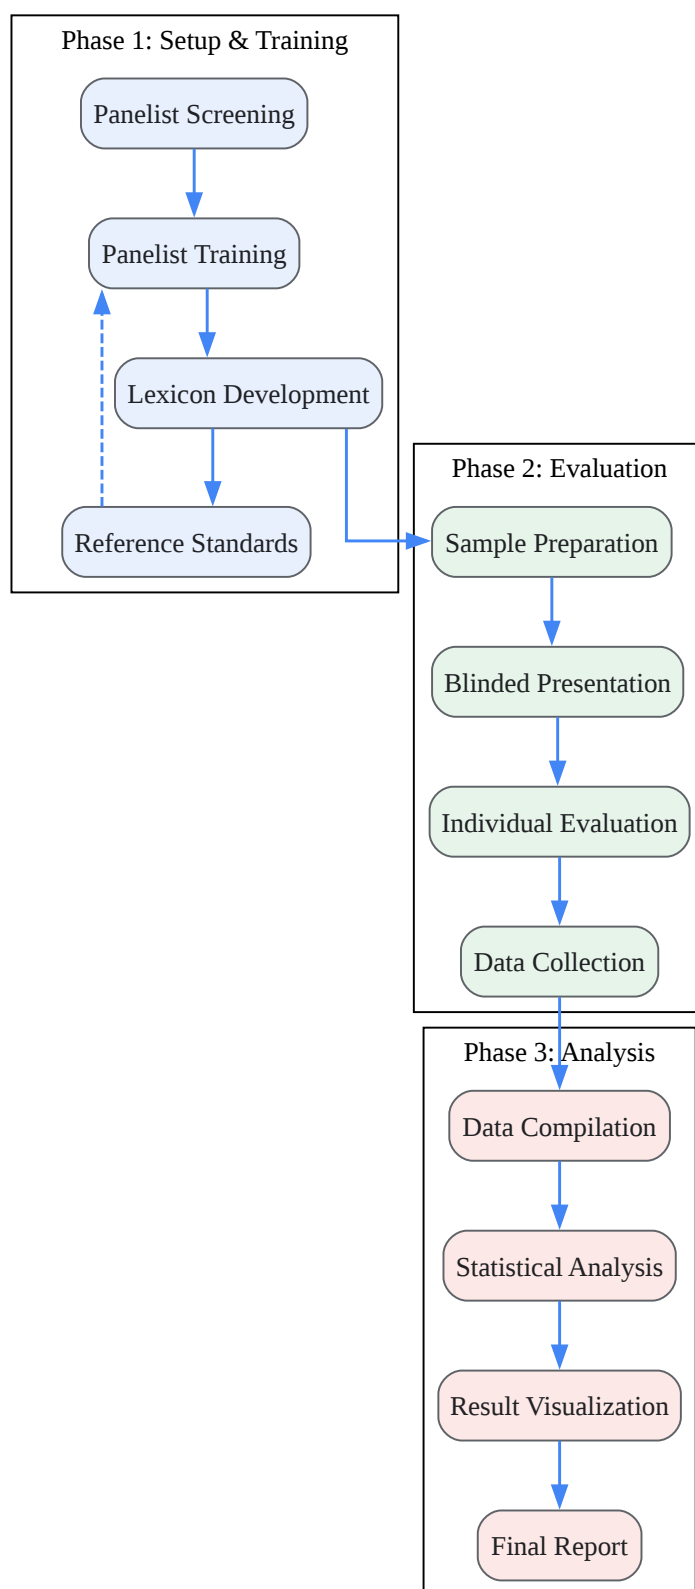 Phase 1: Setup & Training
Panelist Screening
Panelist Training
Lexicon Development
Reference Standards
Phase 2: Evaluation
Sample Preparation
Blinded Presentation
Individual Evaluation
Data Collection
Phase 3: Analysis
Data Compilation
Statistical Analysis
Result Visualization
Final Report